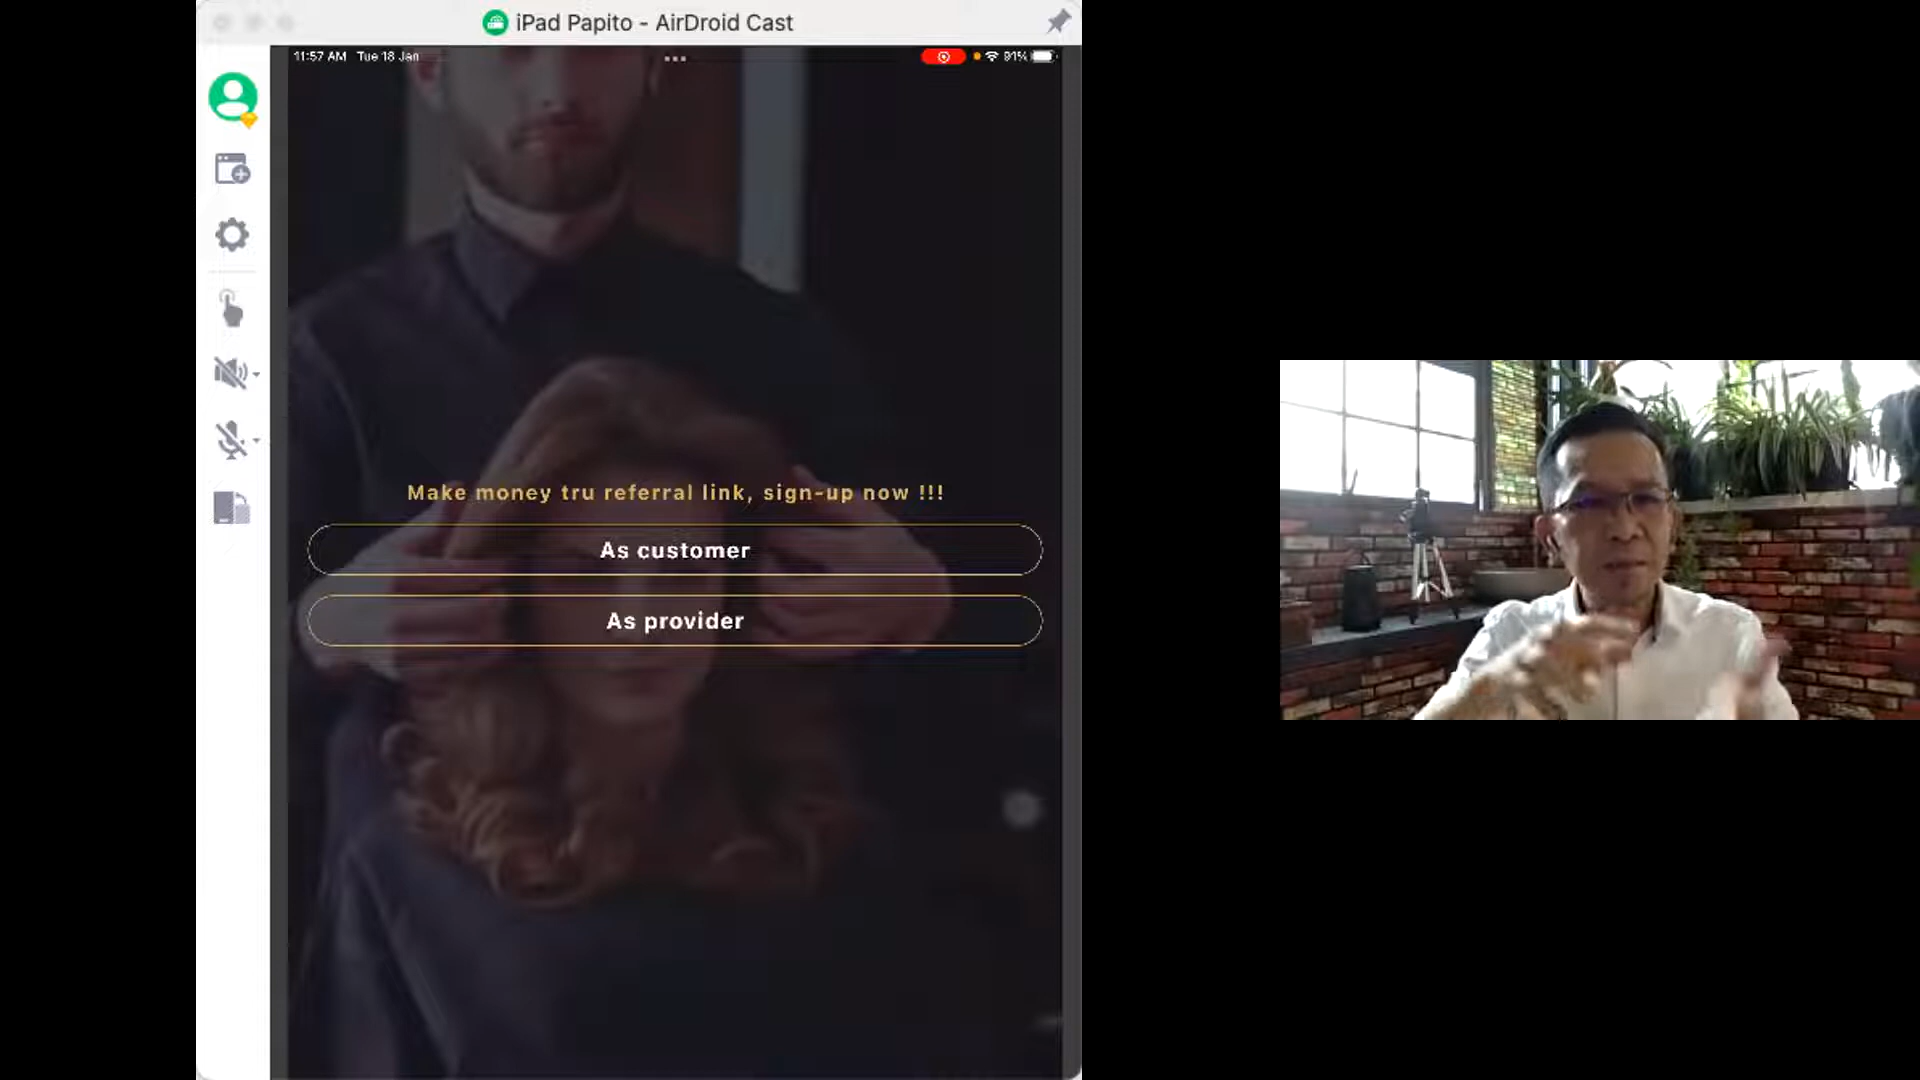 iPad Papito - AirDroid Cast
11:57 AM Tue 18 Jan
91%
Make money tru referral link, sign-up now !!!
As customer
As provider